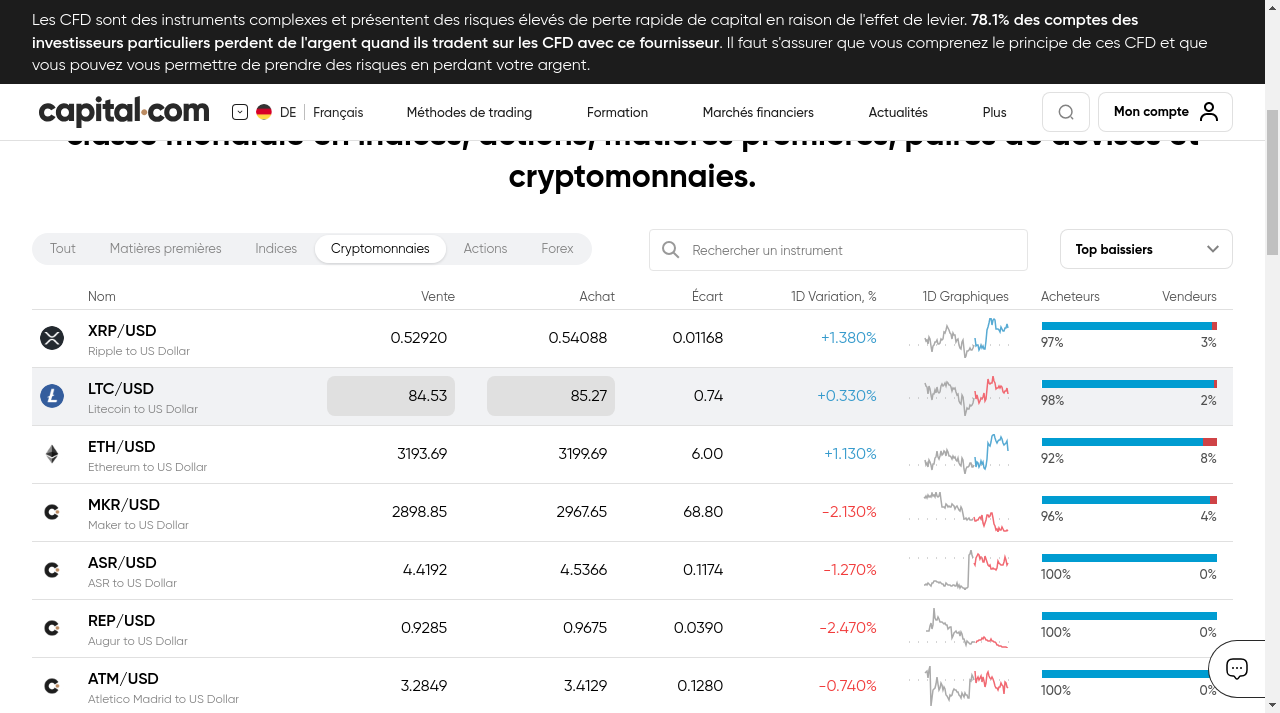 Les CFD sont des instruments complexes et présentent des risques élevés de perte rapide de capital en raison de l'effet de levier. 78.1% des comptes des
investisseurs particuliers perdent de l'argent quand ils tradent sur les CFD avec ce fournisseur. Il faut s'assurer que vous comprenez le principe de ces CFD et que
vous pouvez vous permettre de prendre des risques en perdant votre argent.
capital.com DE Français Méthodes de trading Formation Marchés financiers Actualités Plus Mon compte
classe mondiale en indices, actions, matières premières, paires de devises et
cryptomonnaies.
Tout Matières premières Indices Cryptomonnaies Actions Forex Rechercher un instrument Top baissiers
Nom Vente Achat Écart 1D Variation, % 1D Graphiques Acheteurs Vendeurs
XRP/USD 0.52920 0.54088 0.01168 +1.380%
Ripple to US Dollar 97% 3%
LTC/USD 84.53 85.27 0.74 +0.330%
Litecoin to US Dollar 98% 2%
ETH/USD 3193.69 3199.69 6.00 +1.130%
Ethereum to US Dollar 92% 8%
MKR/USD 2898.85 2967.65 68.80 -2.130%
Maker to US Dollar 96% 4%
ASR/USD 4.4192 4.5366 0.1174 -1.270%
ASR to US Dollar 100% 0%
REP/USD 0.9285 0.9675 0.0390 -2.470%
Augur to US Dollar 100% 0%
ATM/USD 3.2849 3.4129 0.1280 -0.740%
Atletico Madrid to US Dollar 100% 0%